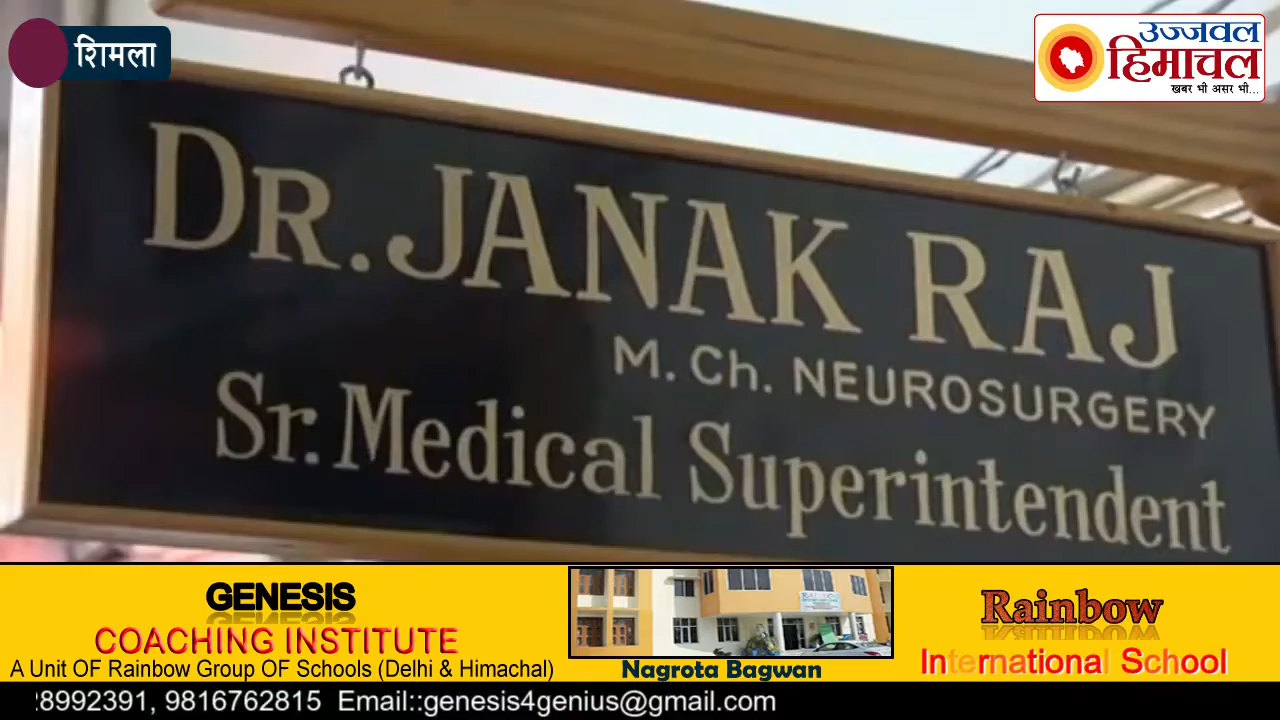 शिमला
उज्जवल
हिमाचल
खबर भी असर भी...
DR. JANAK RAJ
M. Ch. NEUROSURGERY
Sr. Medical Superintendent
GENESIS
COACHING INSTITUTE
A Unit OF Rainbow Group OF Schools (Delhi & Himachal)
Nagrota Bagwan
Rainbow
International School
28992391, 9816762815 Email::genesis4genius@gmail.com